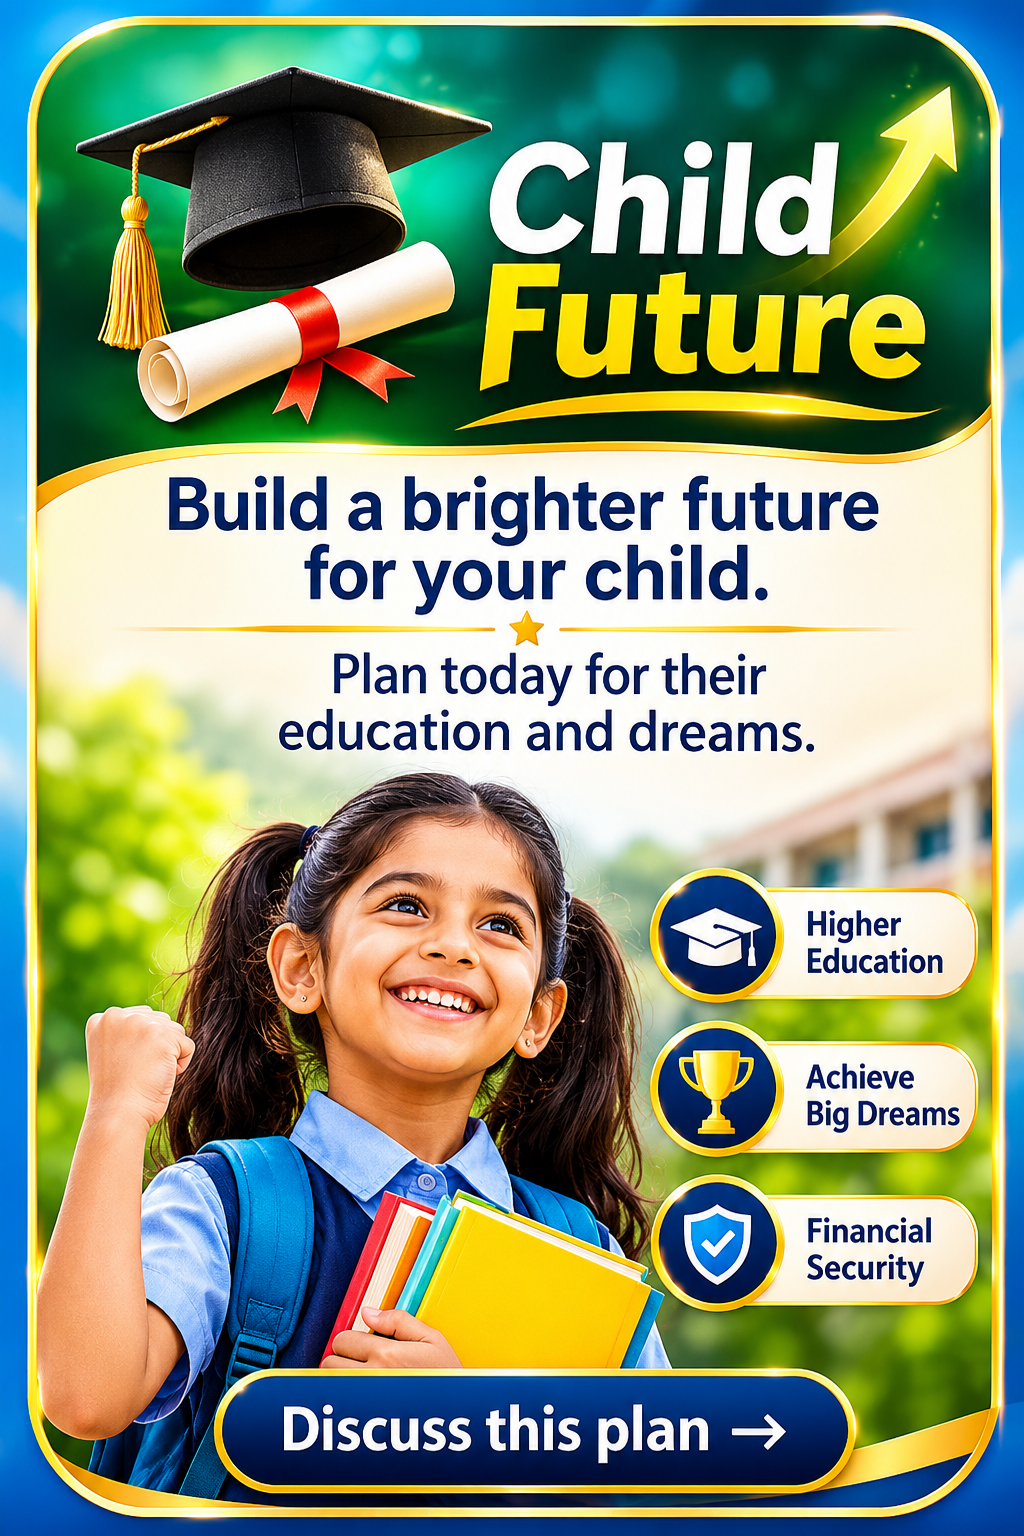 Child
Future
Build a brighter future
for your child.
Plan today for their
education and dreams.
Higher
Education
Achieve
Big Dreams
Financial
Security
Discuss this plan →